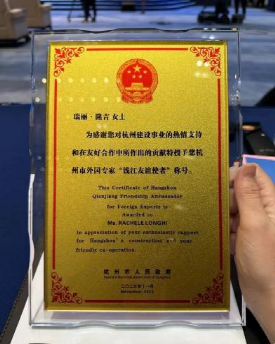 瑞丽·隆吉 女士
为感谢您对杭州建设事业的热情支持
和在友好合作中所作出的贡献特授予您杭
州市外国专家“钱江友谊使者”称号。
This Certificate of Hangzhou
Qianjiang Friendship Ambassador
for Foreign Experts is
Awarded to
Ms. RACHELE LONGHI
In appreciation of your enthusiastic support
for Hangzhou's construction and your
friendly co-operation.
杭州市人民政府